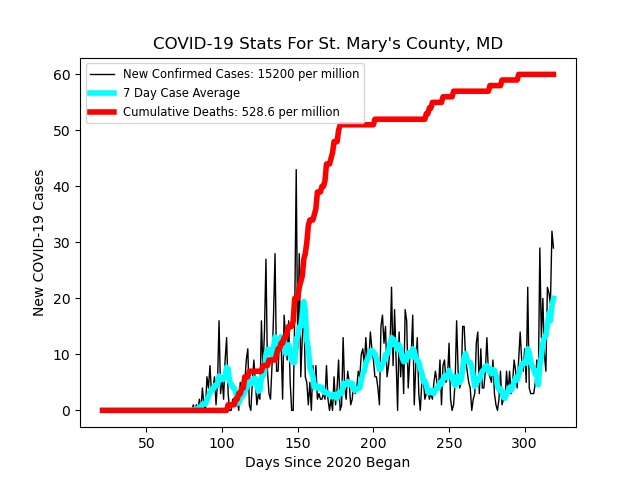 COVID-19 Stats For St. Mary's County, MD
New Confirmed Cases: 15200 per million
7 Day Case Average
Cumulative Deaths: 528.6 per million
New COVID-19 Cases
60
50
40
30
20
10
0
50 100 150 200 250 300
Days Since 2020 Began